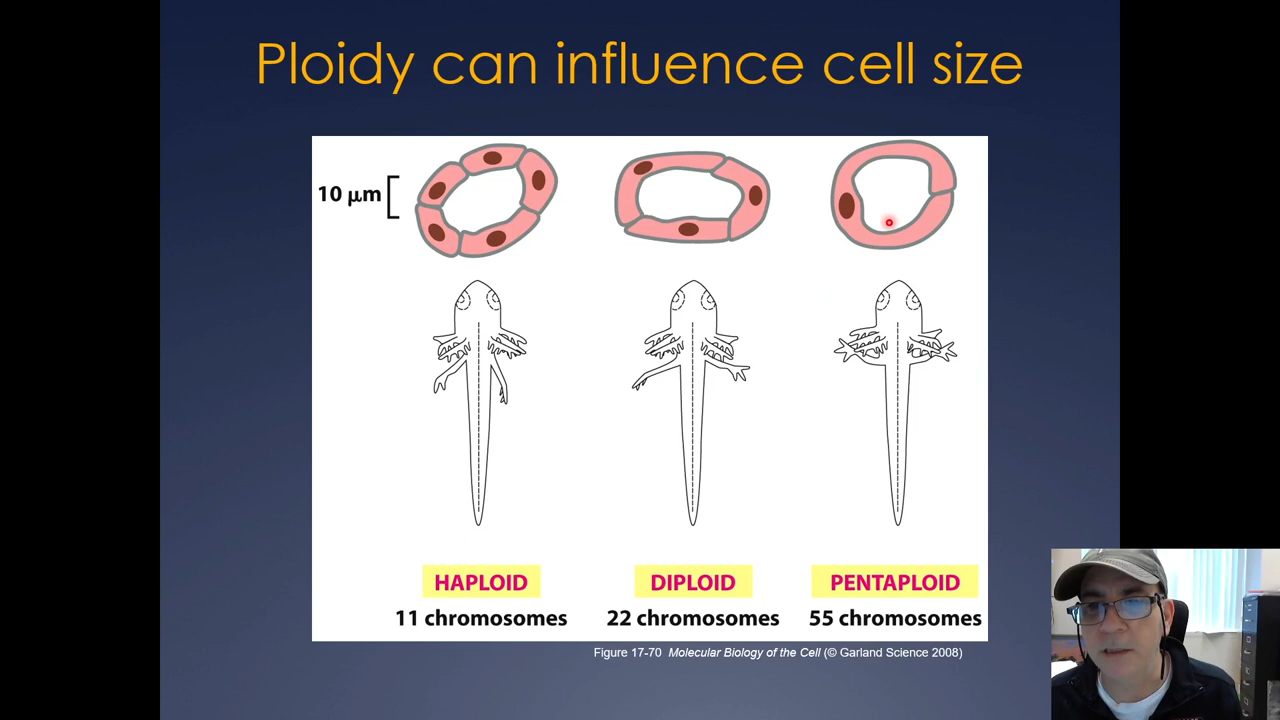 Ploidy can influence cell size
10 μm
HAPLOID
11 chromosomes
DIPLOID
22 chromosomes
PENTAPLOID
55 chromosomes
Figure 17-70 Molecular Biology of the Cell (© Garland Science 2008)